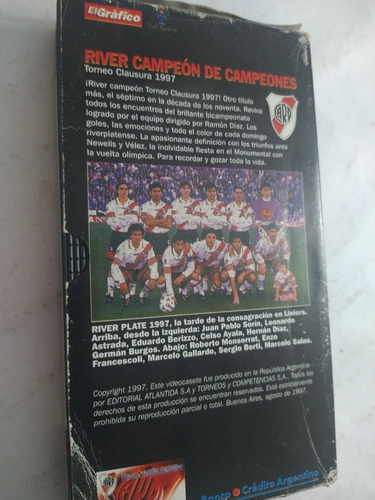 El Gráfico
RIVER CAMPEÓN DE CAMPEONES
Torneo Clausura 1997
¡River campeón Torneo Clausura 1997! Otro título
más, el séptimo en la década de los noventa. Reviva
todos los encuentros del brillante bicampeonato
logrado por el equipo dirigido por Ramón Díaz. Los
goles, las emociones y todo el color de cada domingo
riverplatense. La apasionante definición con los triunfos ante
Newells y Vélez, la inolvidable fiesta en el Monumental con
la vuelta olímpica. Para recordar y gozar toda la vida.
CARP
RIVER PLATE 1997, la tarde de la consagración en Liniers.
Arriba, desde la izquierda: Juan Pablo Sorín, Leonardo
Astrada, Eduardo Berizzo, Celso Ayala, Hernán Díaz,
Germán Burgos. Abajo: Roberto Monserrat, Enzo
Francescoli, Marcelo Gallardo, Sergio Berti, Marcelo Salas.
Copyright 1997. Este videocasete fue producido en la República Argentina
por EDITORIAL ATLANTIDA S.A y TORNEOS y COMPETENCIAS S.A.. Todos los
derechos de esta producción se encuentran reservados. Está estrictamente
prohibida su reproducción parcial o total. Buenos Aires, agosto de 1997.
Banco Crédito Argentino